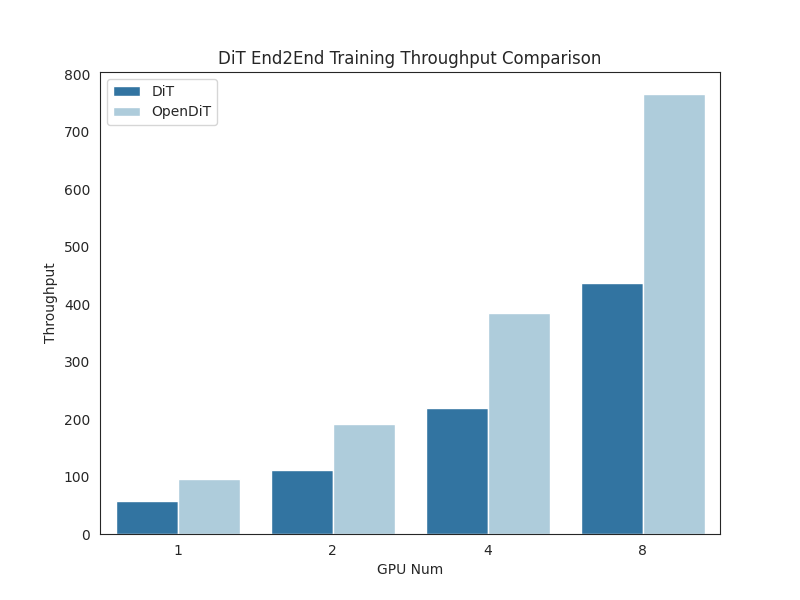 DiT End2End Training Throughput Comparison
DiT
OpenDiT
800
700
600
500
400
300
200
100
0
Throughput
1 2 4 8
GPU Num